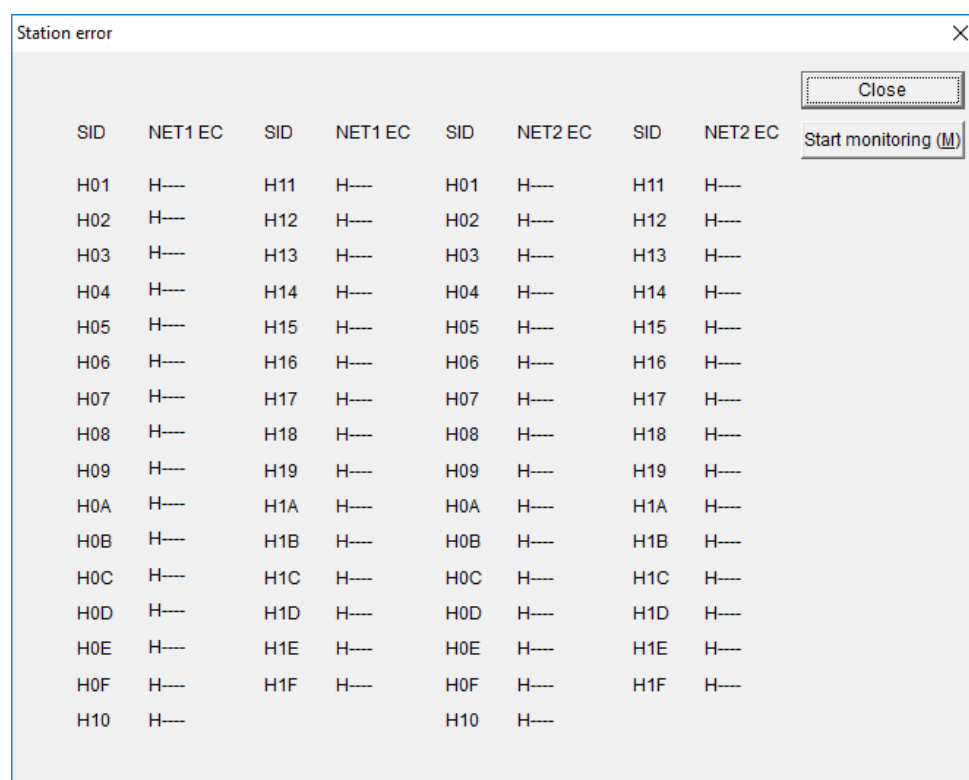 Station error
Close
SID NET1 EC SID NET1 EC SID NET2 EC SID NET2 EC
Start monitoring (M)
H01 H---- H11 H---- H01 H---- H11 H----
H02 H---- H12 H---- H02 H---- H12 H----
H03 H---- H13 H---- H03 H---- H13 H----
H04 H---- H14 H---- H04 H---- H14 H----
H05 H---- H15 H---- H05 H---- H15 H----
H06 H---- H16 H---- H06 H---- H16 H----
H07 H---- H17 H---- H07 H---- H17 H----
H08 H---- H18 H---- H08 H---- H18 H----
H09 H---- H19 H---- H09 H---- H19 H----
H0A H---- H1A H---- H0A H---- H1A H----
H0B H---- H1B H---- H0B H---- H1B H----
H0C H---- H1C H---- H0C H---- H1C H----
H0D H---- H1D H---- H0D H---- H1D H----
H0E H---- H1E H---- H0E H---- H1E H----
H0F H---- H1F H---- H0F H---- H1F H----
H10 H---- H10 H----